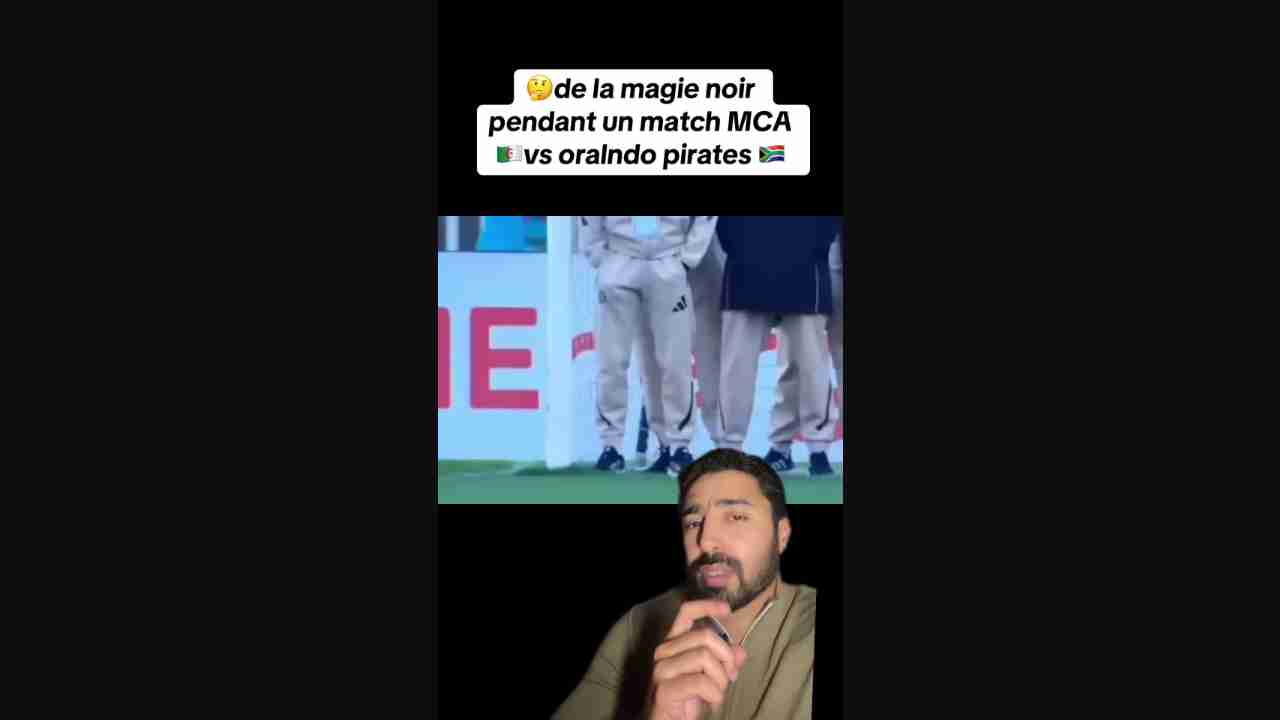 🤔de la magie noir
pendant un match MCA
🇩🇿vs oralndo pirates 🇿🇦